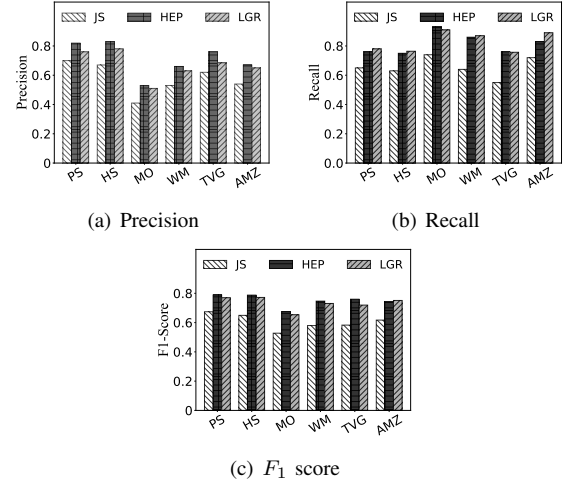 JS HEP LGR
Precision
0.8
0.6
0.4
0.2
0
PS HS MO WM TVG AMZ
(a) Precision
JS HEP LGR
Recall
0.8
0.6
0.4
0.2
0
PS HS MO WM TVG AMZ
(b) Recall
JS HEP LGR
F1-Score
0.8
0.6
0.4
0.2
0
PS HS MO WM TVG AMZ
(c) F₁ score